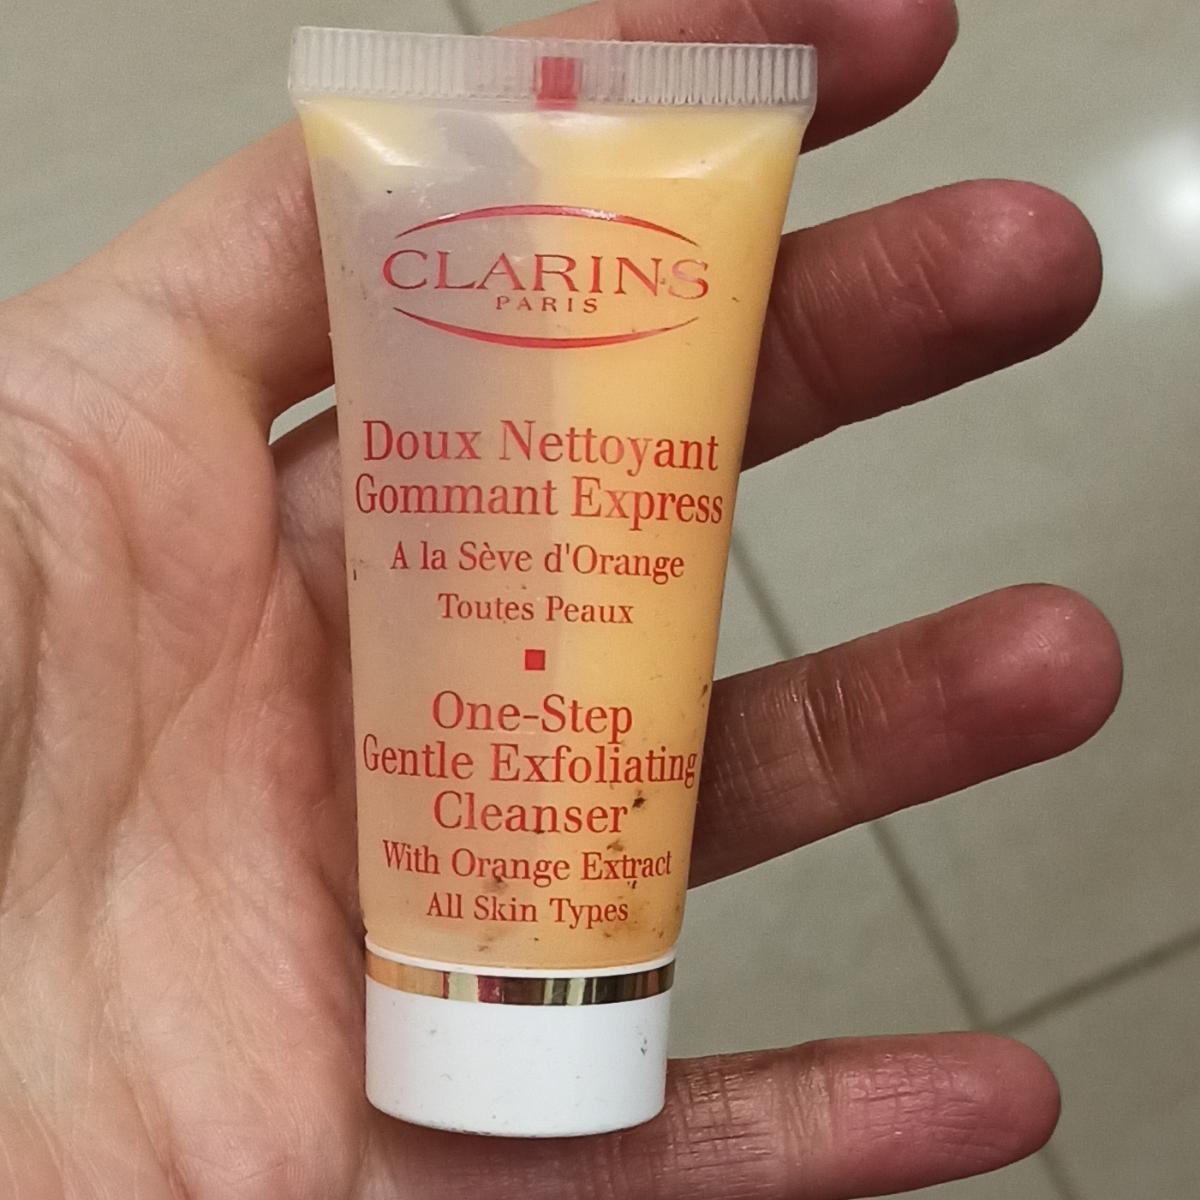 CLARINS
PARIS
Doux Nettoyant
Gommant Express
A la Sève d'Orange
Toutes Peaux
One-Step
Gentle Exfoliating
Cleanser
With Orange Extract
All Skin Types